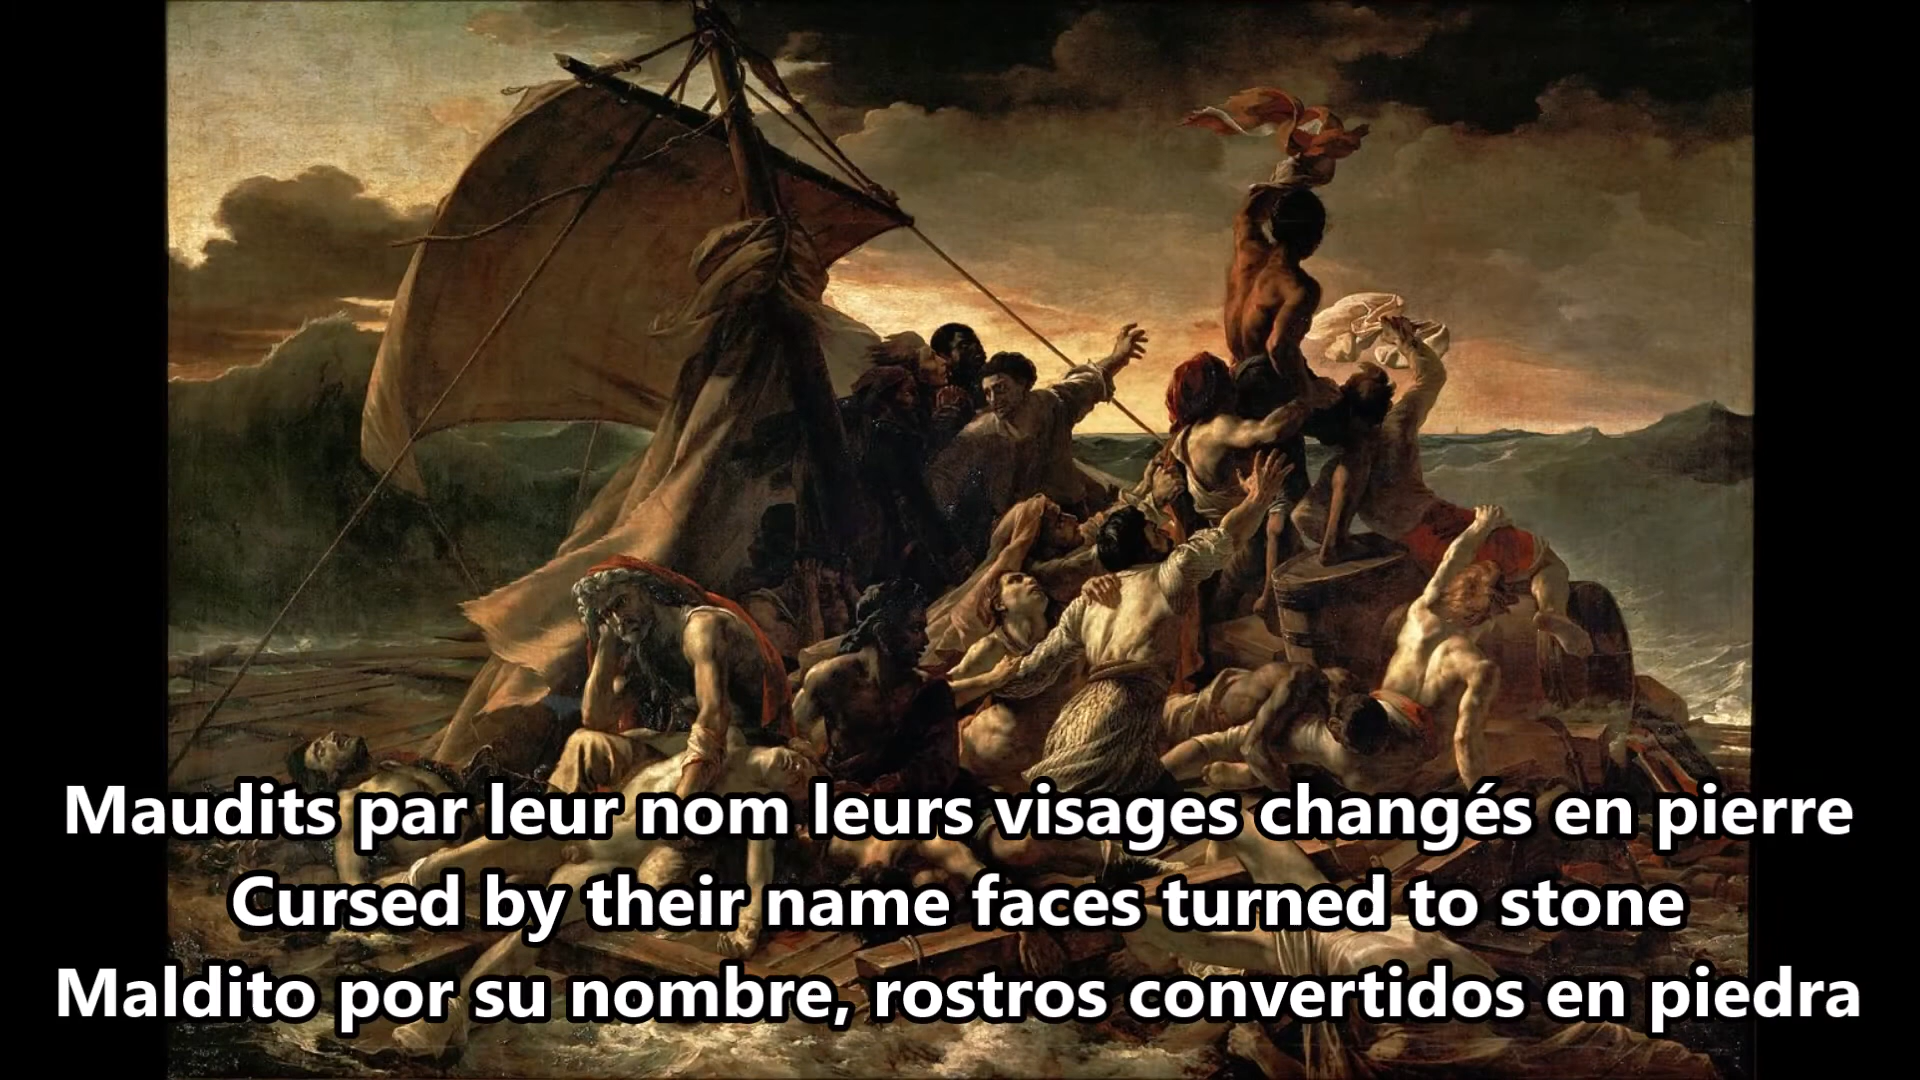 Maudits par leur nom leurs visages changés en pierre
Cursed by their name faces turned to stone
Maldito por su nombre, rostros convertidos en piedra